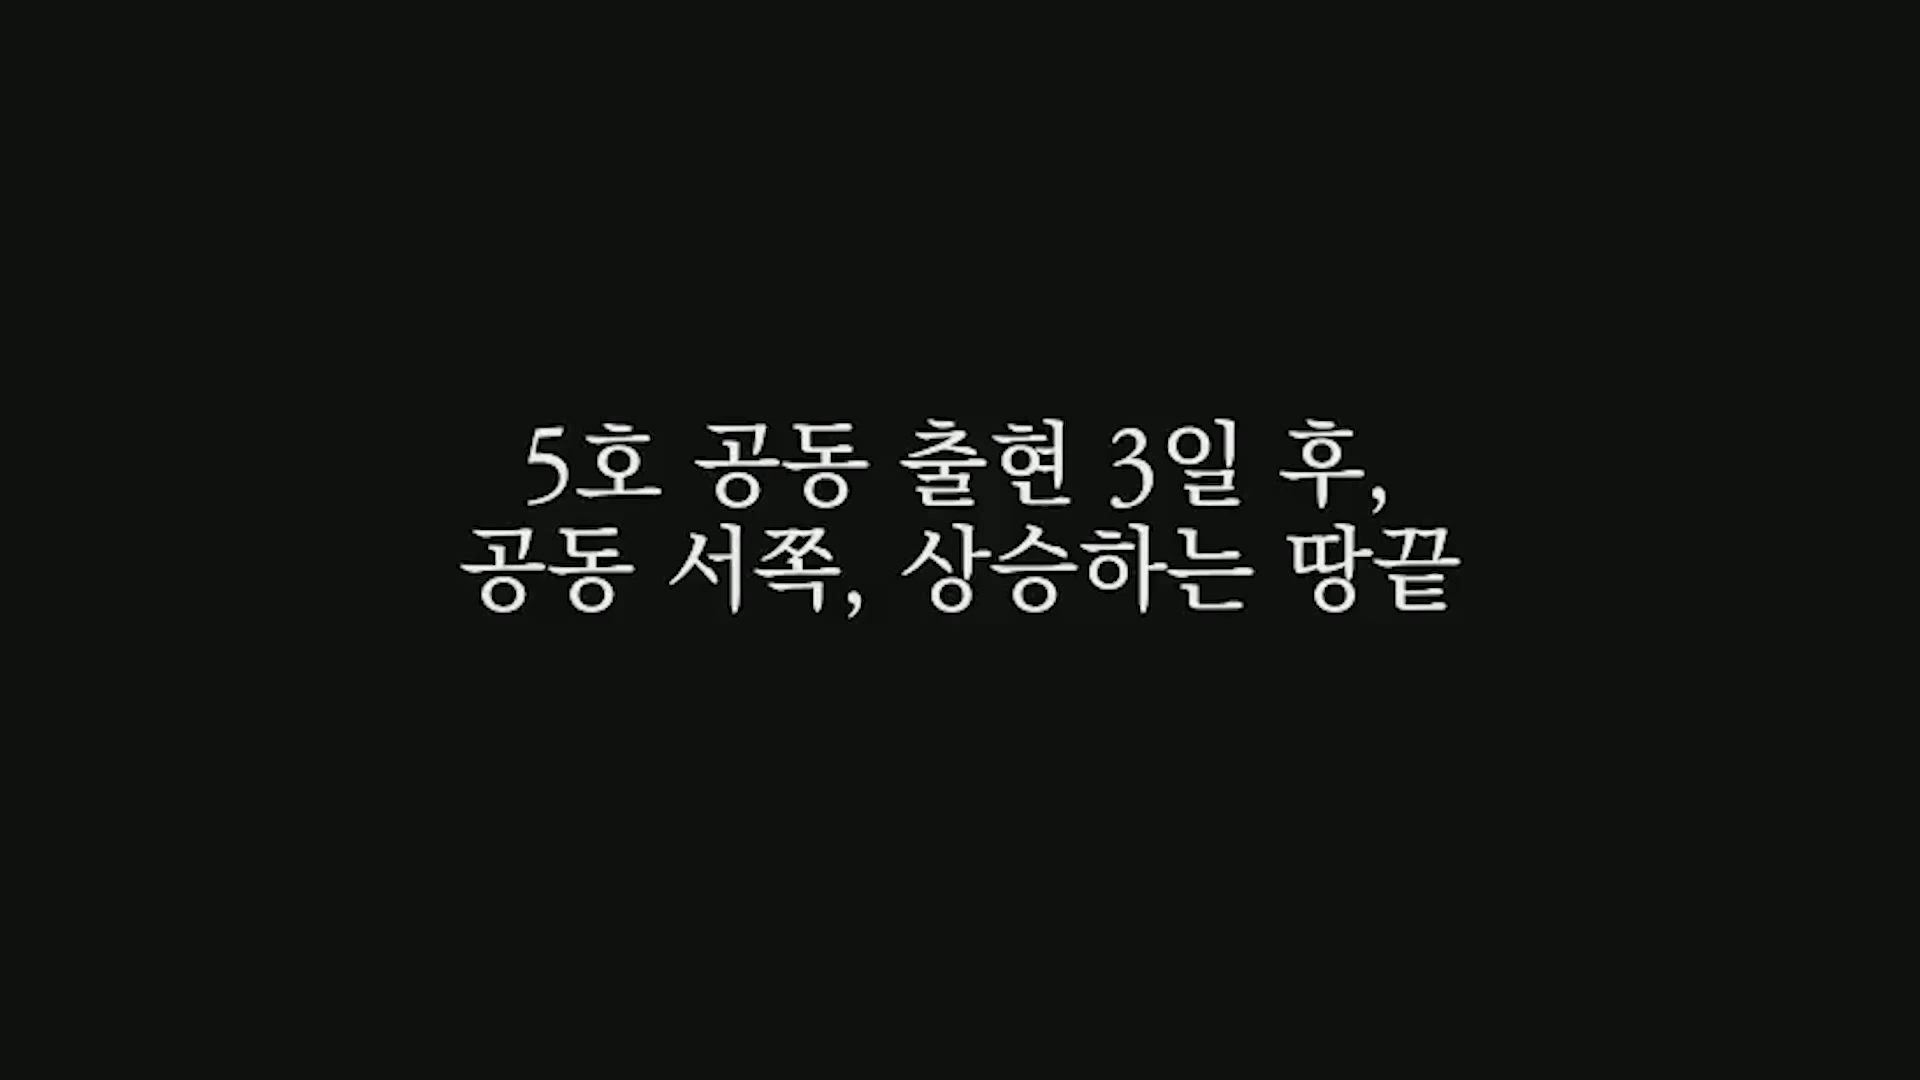 5호 공동 출현 3일 후,
공동 서쪽, 상승하는 땅끝